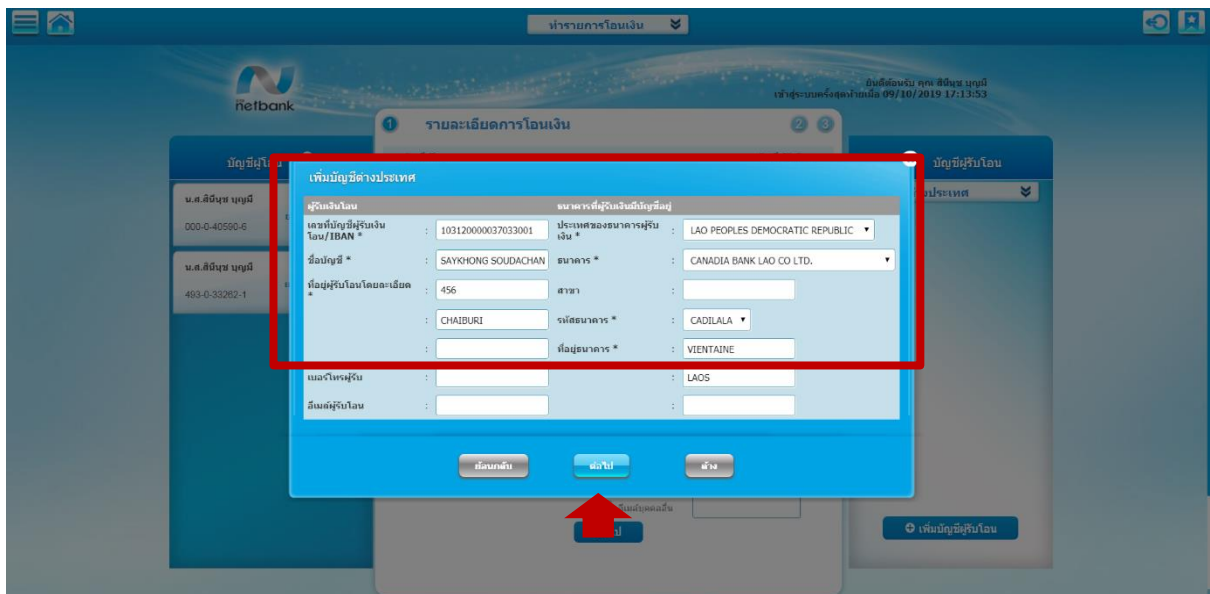 ทำรายการโอนเงิน
netbank
ยินดีต้อนรับ คุณ สินีนุช บุญมี
เข้าสู่ระบบครั้งสุดท้ายเมื่อ 09/10/2019 17:13:53
1 รายละเอียดการโอนเงิน 2 3
บัญชีผู้โอน
บัญชีผู้รับโอน
น.ส.สินีนุช บุญมี
000-0-40590-6
น.ส.สินีนุช บุญมี
493-0-33262-1
เพิ่มบัญชีต่างประเทศ
ผู้รับเงินโอน ธนาคารที่ผู้รับเงินมีบัญชีอยู่
เลขที่บัญชีผู้รับเงินโอน/IBAN * : 103120000037033001 ประเทศของธนาคารผู้รับเงิน * : LAO PEOPLES DEMOCRATIC REPUBLIC
ชื่อบัญชี * : SAYKHONG SOUDACHAN ธนาคาร * : CANADIA BANK LAO CO LTD.
ที่อยู่ผู้รับโอนโดยละเอียด * : 456 สาขา :
: CHAIBURI รหัสธนาคาร * : CADILALA
: ที่อยู่ธนาคาร * : VIENTAINE
เบอร์โทรผู้รับ : : LAOS
อีเมล์ผู้รับโอน : :
ย้อนกลับ ต่อไป ล้าง
เพิ่มบัญชีผู้รับโอน